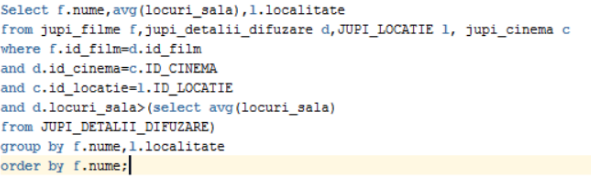 Select f.nume,avg(locuri_sala),l.localitate
from jupi_filme f,jupi_detalii_difuzare d,JUPI_LOCATIE l, jupi_cinema c
where f.id_film=d.id_film
and d.id_cinema=c.ID_CINEMA
and c.id_locatie=l.ID_LOCATIE
and d.locuri_sala>(select avg(locuri_sala)
from JUPI_DETALII_DIFUZARE)
group by f.nume,l.localitate
order by f.nume;